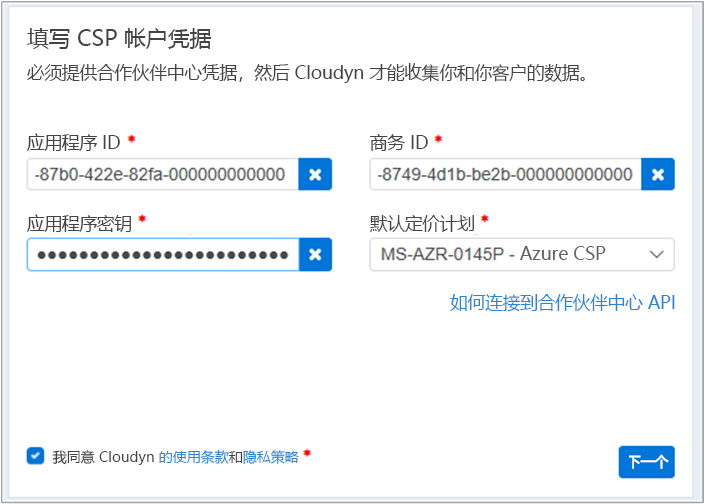 填写 CSP 帐户凭据
必须提供合作伙伴中心凭据，然后 Cloudyn 才能收集你和你客户的数据。
应用程序 ID * 商务 ID *
-87b0-422e-82fa-000000000000 -8749-4d1b-be2b-000000000000
应用程序密钥 * 默认定价计划 *
MS-AZR-0145P - Azure CSP
如何连接到合作伙伴中心 API
我同意 Cloudyn 的使用条款和隐私策略 * 下一个